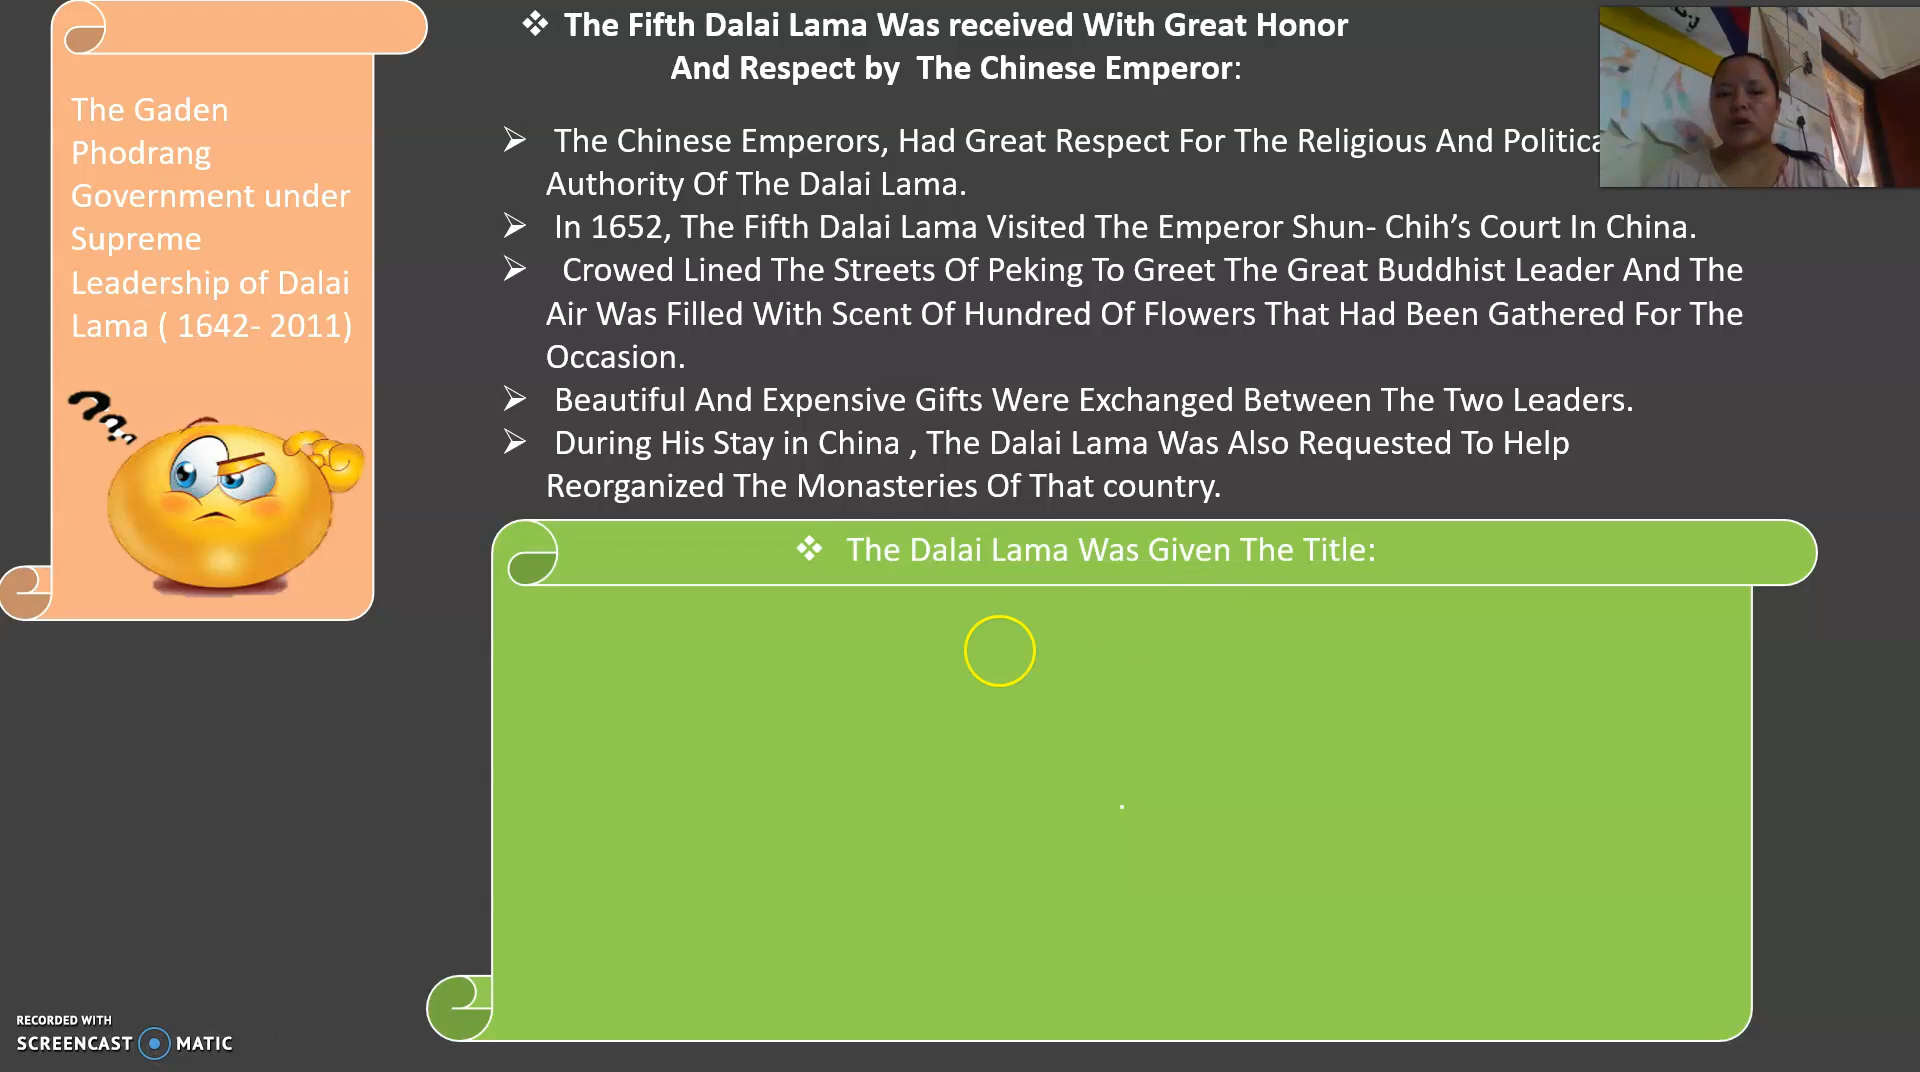 The Gaden
Phodrang
Government under
Supreme
Leadership of Dalai
Lama ( 1642- 2011)
❖ The Fifth Dalai Lama Was received With Great Honor
And Respect by The Chinese Emperor:
➢ The Chinese Emperors, Had Great Respect For The Religious And Politica
Authority Of The Dalai Lama.
➢ In 1652, The Fifth Dalai Lama Visited The Emperor Shun- Chih’s Court In China.
➢ Crowed Lined The Streets Of Peking To Greet The Great Buddhist Leader And The
Air Was Filled With Scent Of Hundred Of Flowers That Had Been Gathered For The
Occasion.
➢ Beautiful And Expensive Gifts Were Exchanged Between The Two Leaders.
➢ During His Stay in China , The Dalai Lama Was Also Requested To Help
Reorganized The Monasteries Of That country.
❖ The Dalai Lama Was Given The Title:
.
RECORDED WITH
SCREENCAST MATIC